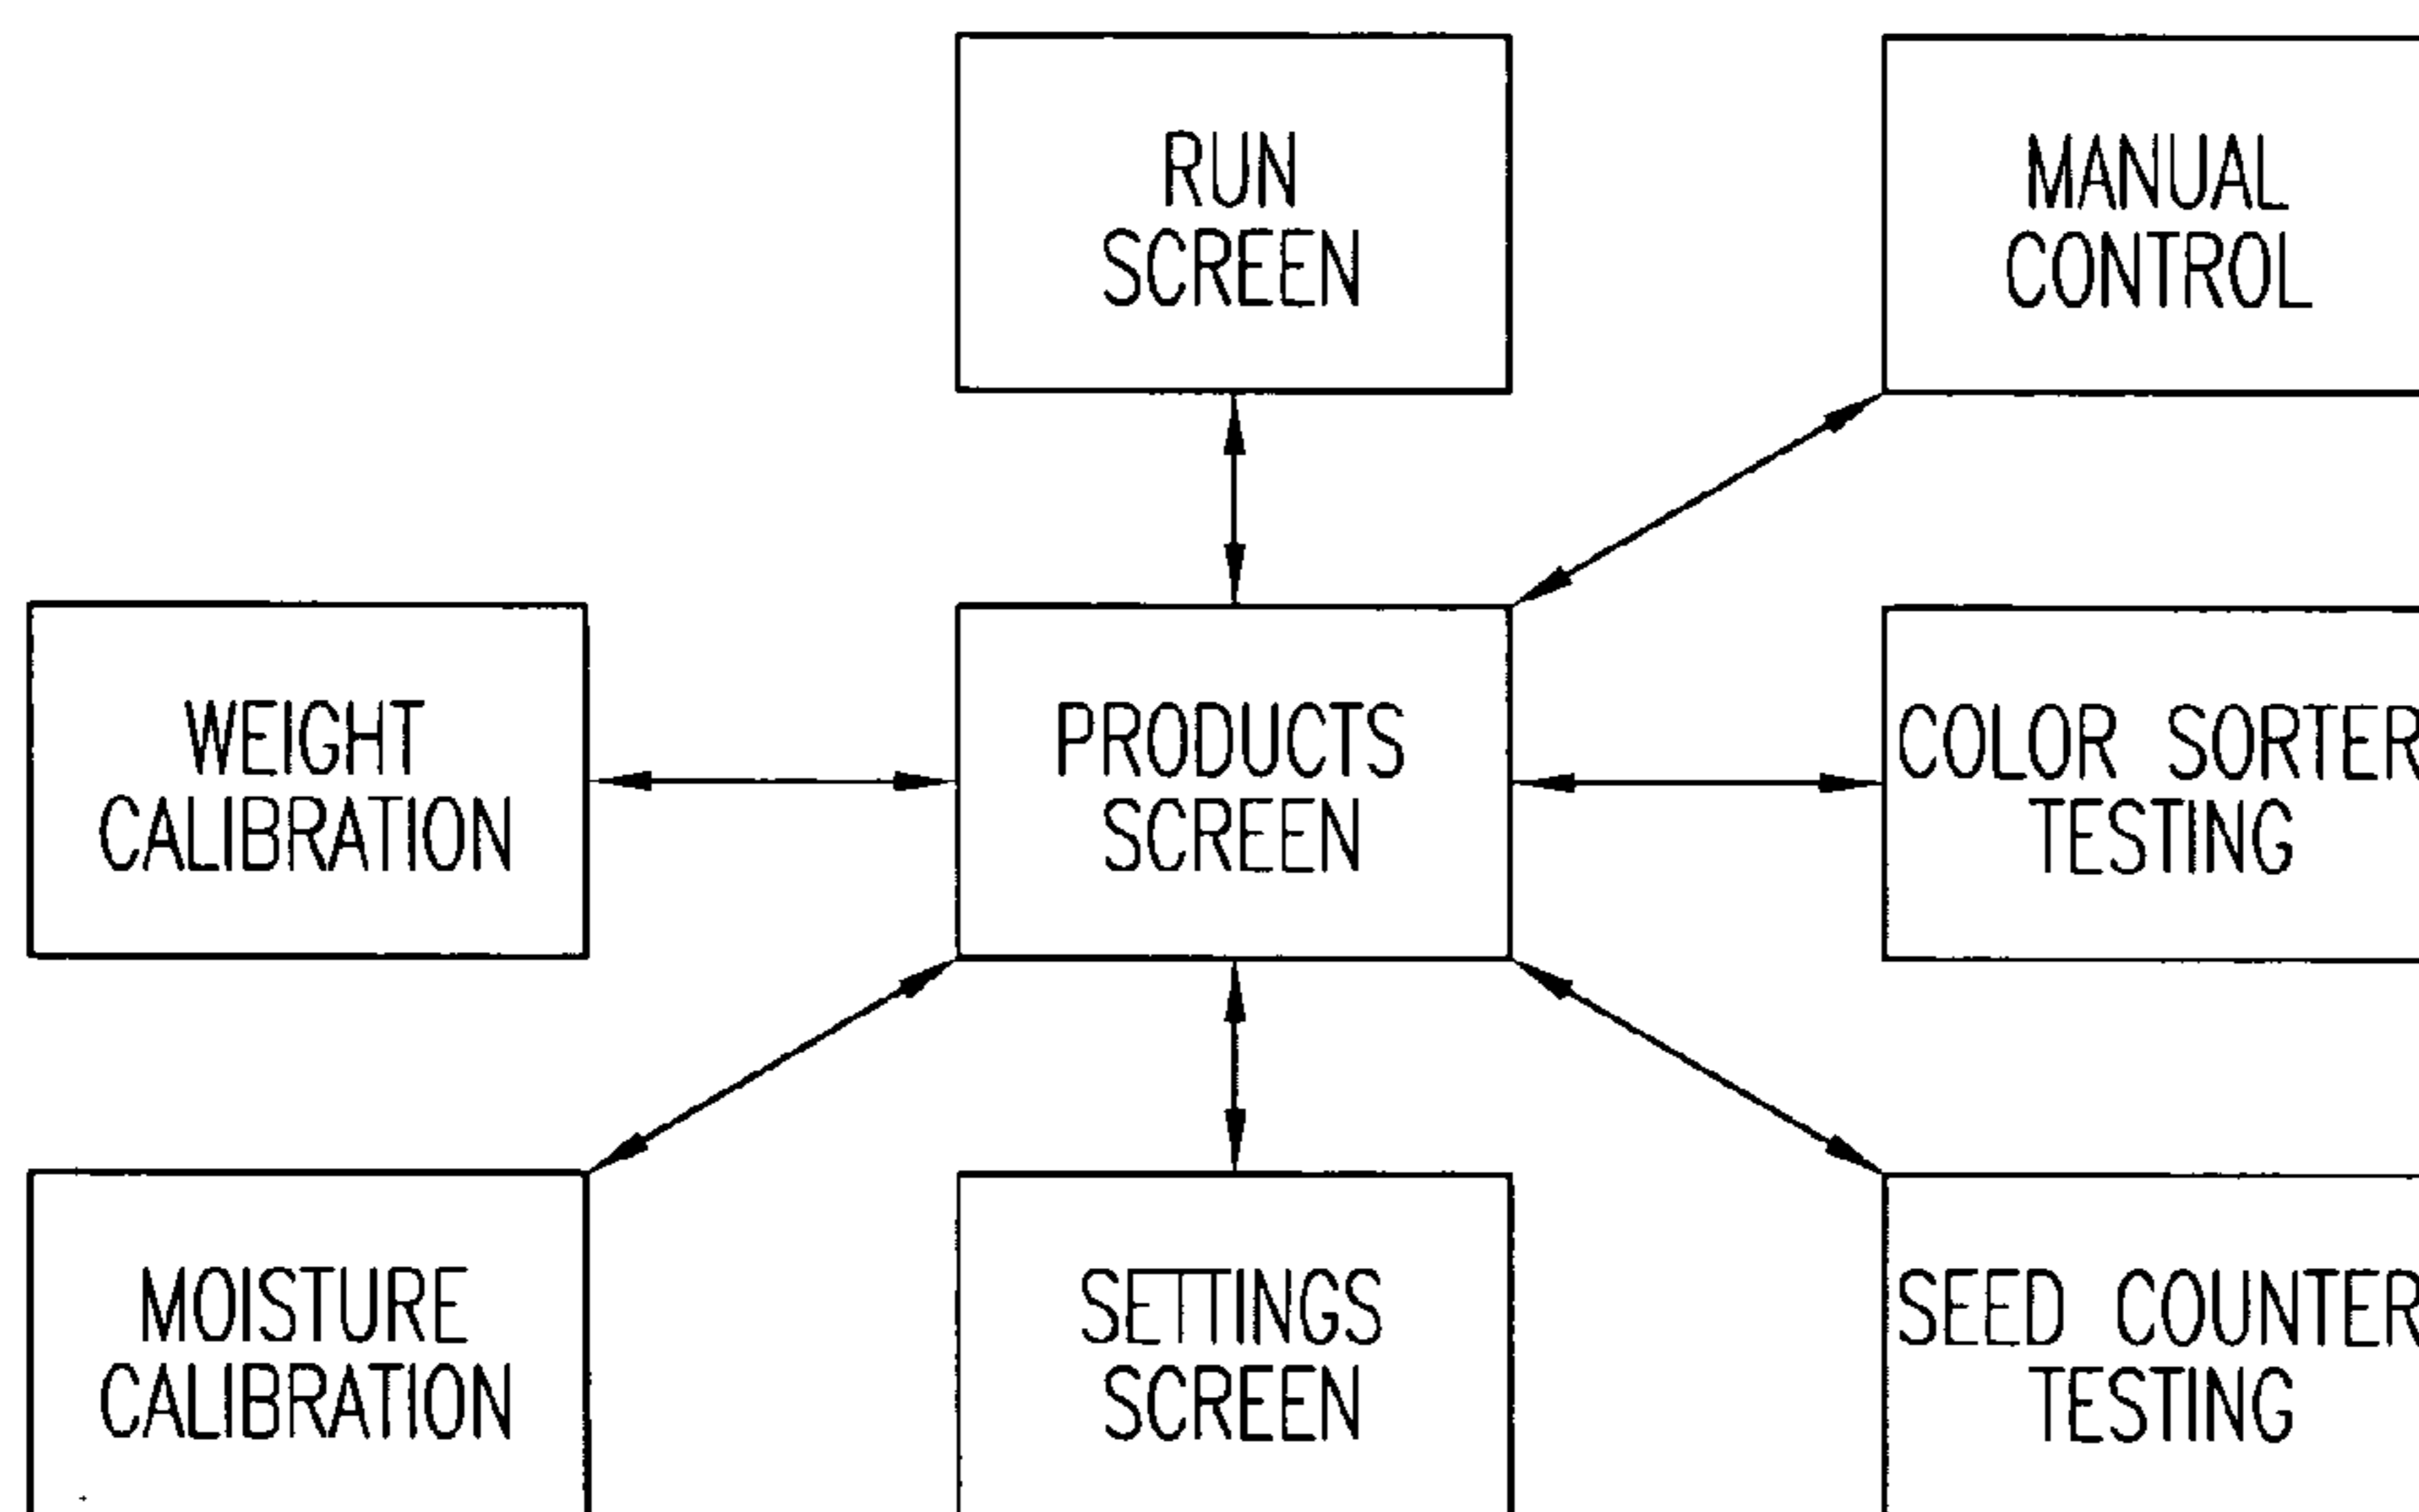 RUN
SCREEN
MANUAL
CONTROL
WEIGHT
CALIBRATION
PRODUCTS
SCREEN
COLOR SORTER
TESTING
MOISTURE
CALIBRATION
SETTINGS
SCREEN
SEED COUNTER
TESTING